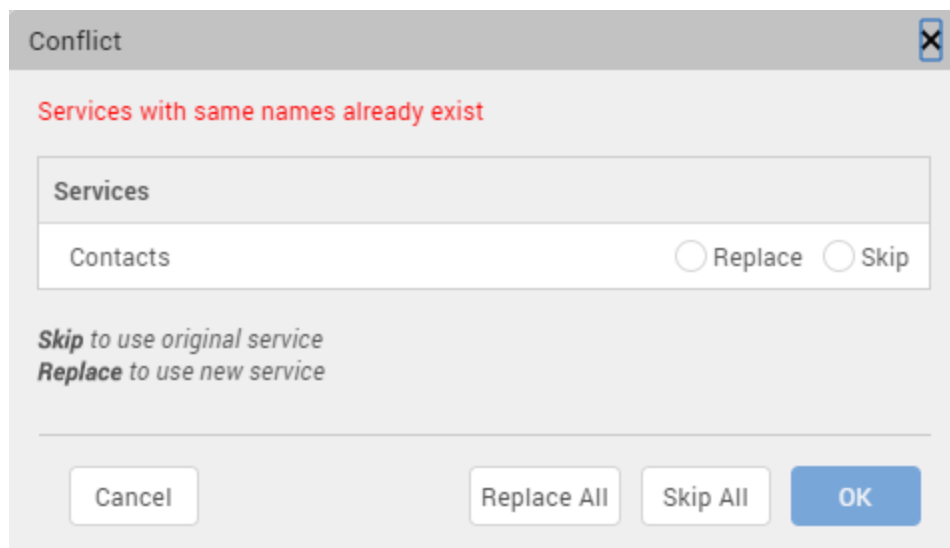 Conflict
Services with same names already exist
Services
Contacts Replace Skip
Skip to use original service
Replace to use new service
Cancel Replace All Skip All OK